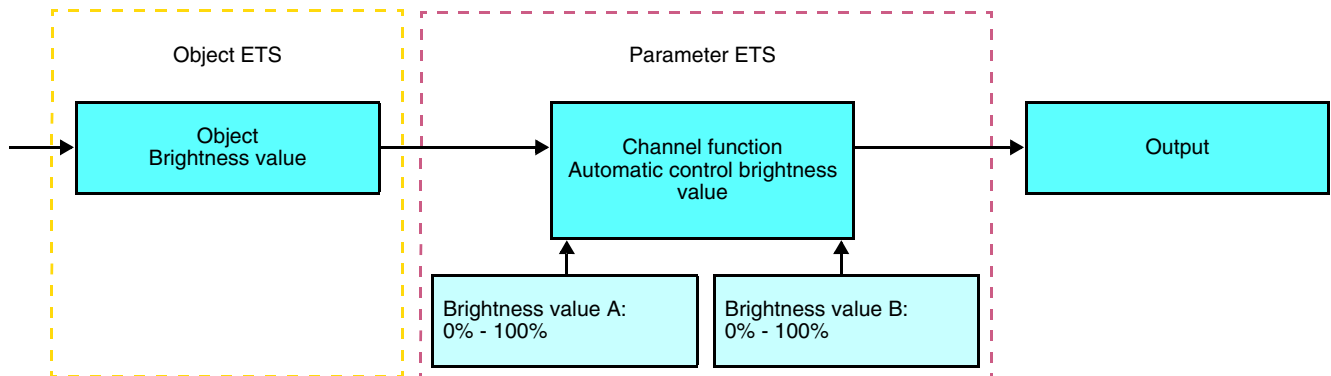 Object ETS
Parameter ETS
Object
Brightness value
Channel function
Automatic control brightness
value
Output
Brightness value A:
0% - 100%
Brightness value B:
0% - 100%